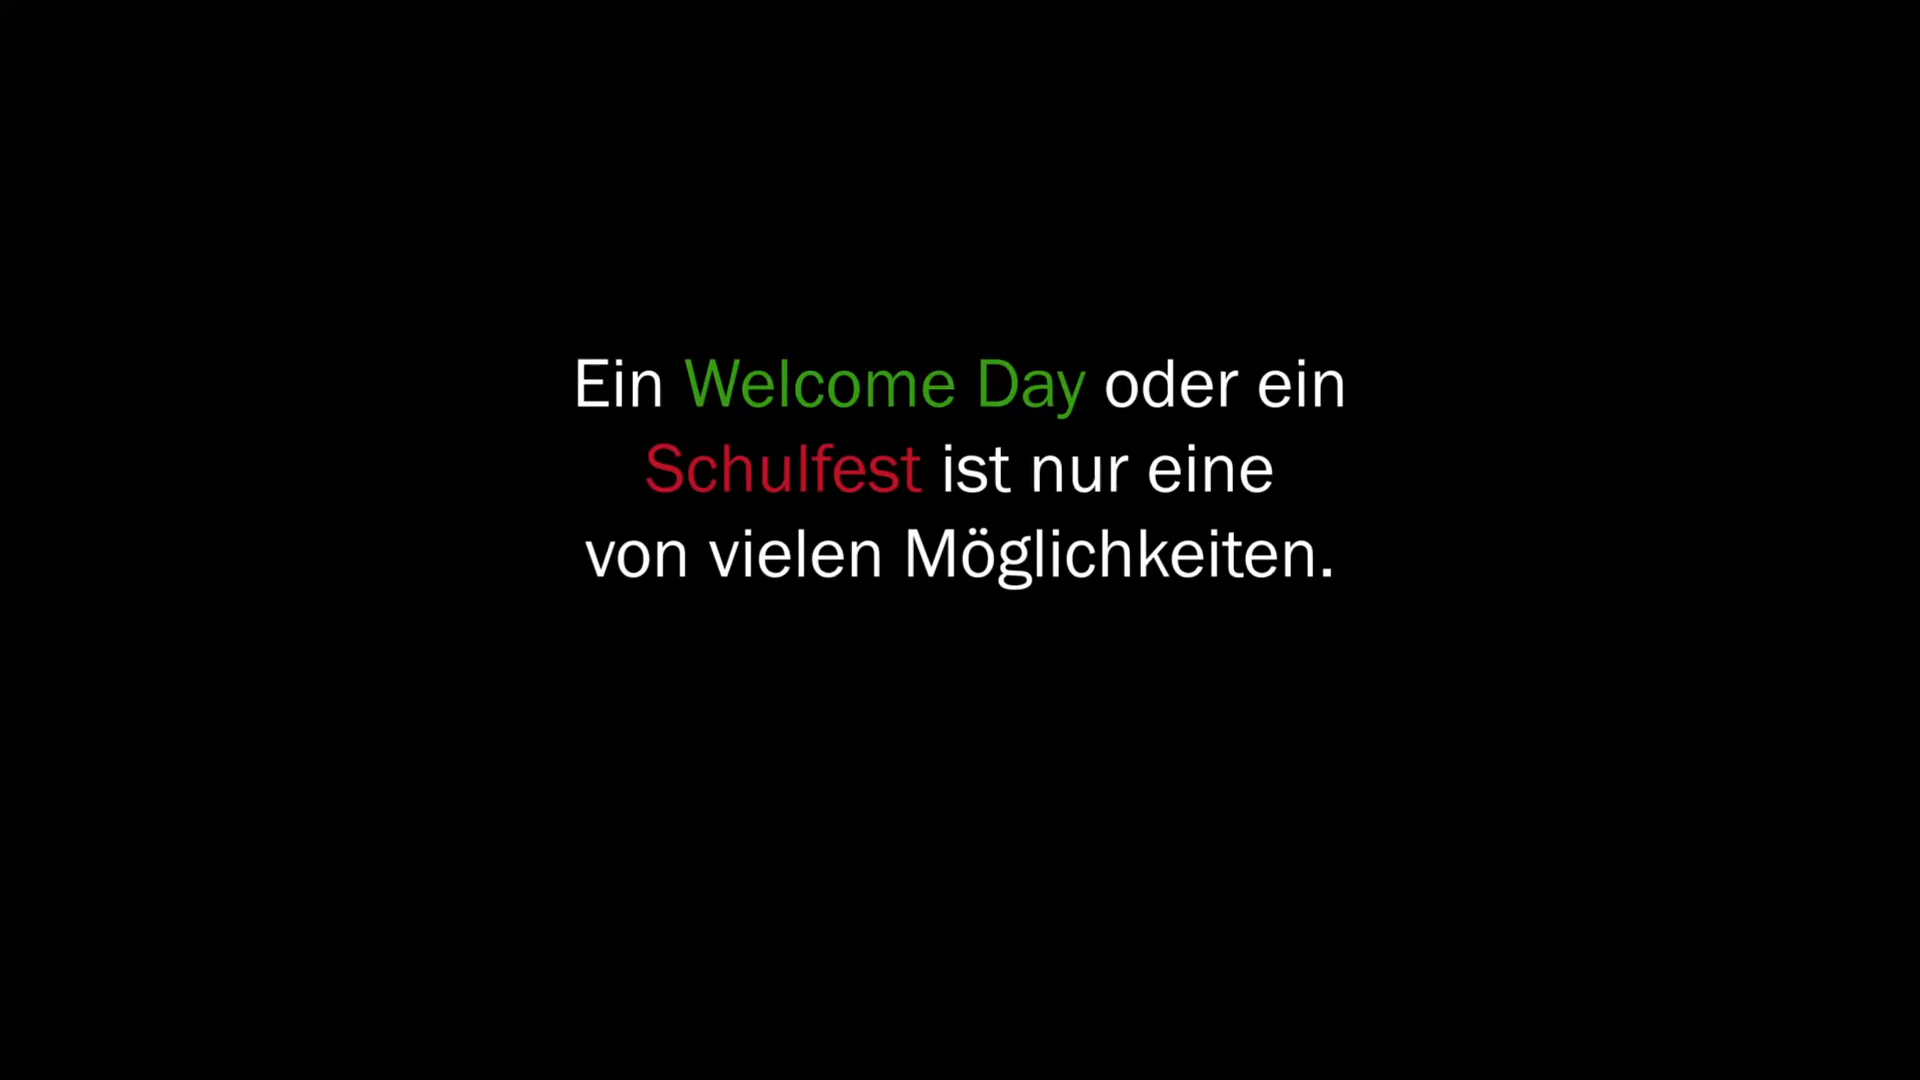 Ein Welcome Day oder ein
Schulfest ist nur eine
von vielen Möglichkeiten.